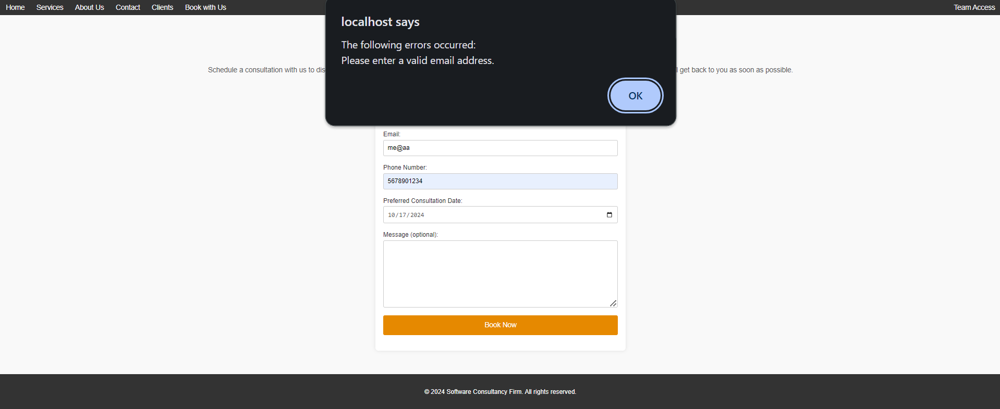 Home Services About Us Contact Clients Book with Us Team Access
localhost says
The following errors occurred:
Please enter a valid email address.
OK
Schedule a consultation with us to dis get back to you as soon as possible.
Email:
me@aa
Phone Number:
5678901234
Preferred Consultation Date:
10/17/2024
Message (optional):
Book Now
© 2024 Software Consultancy Firm. All rights reserved.